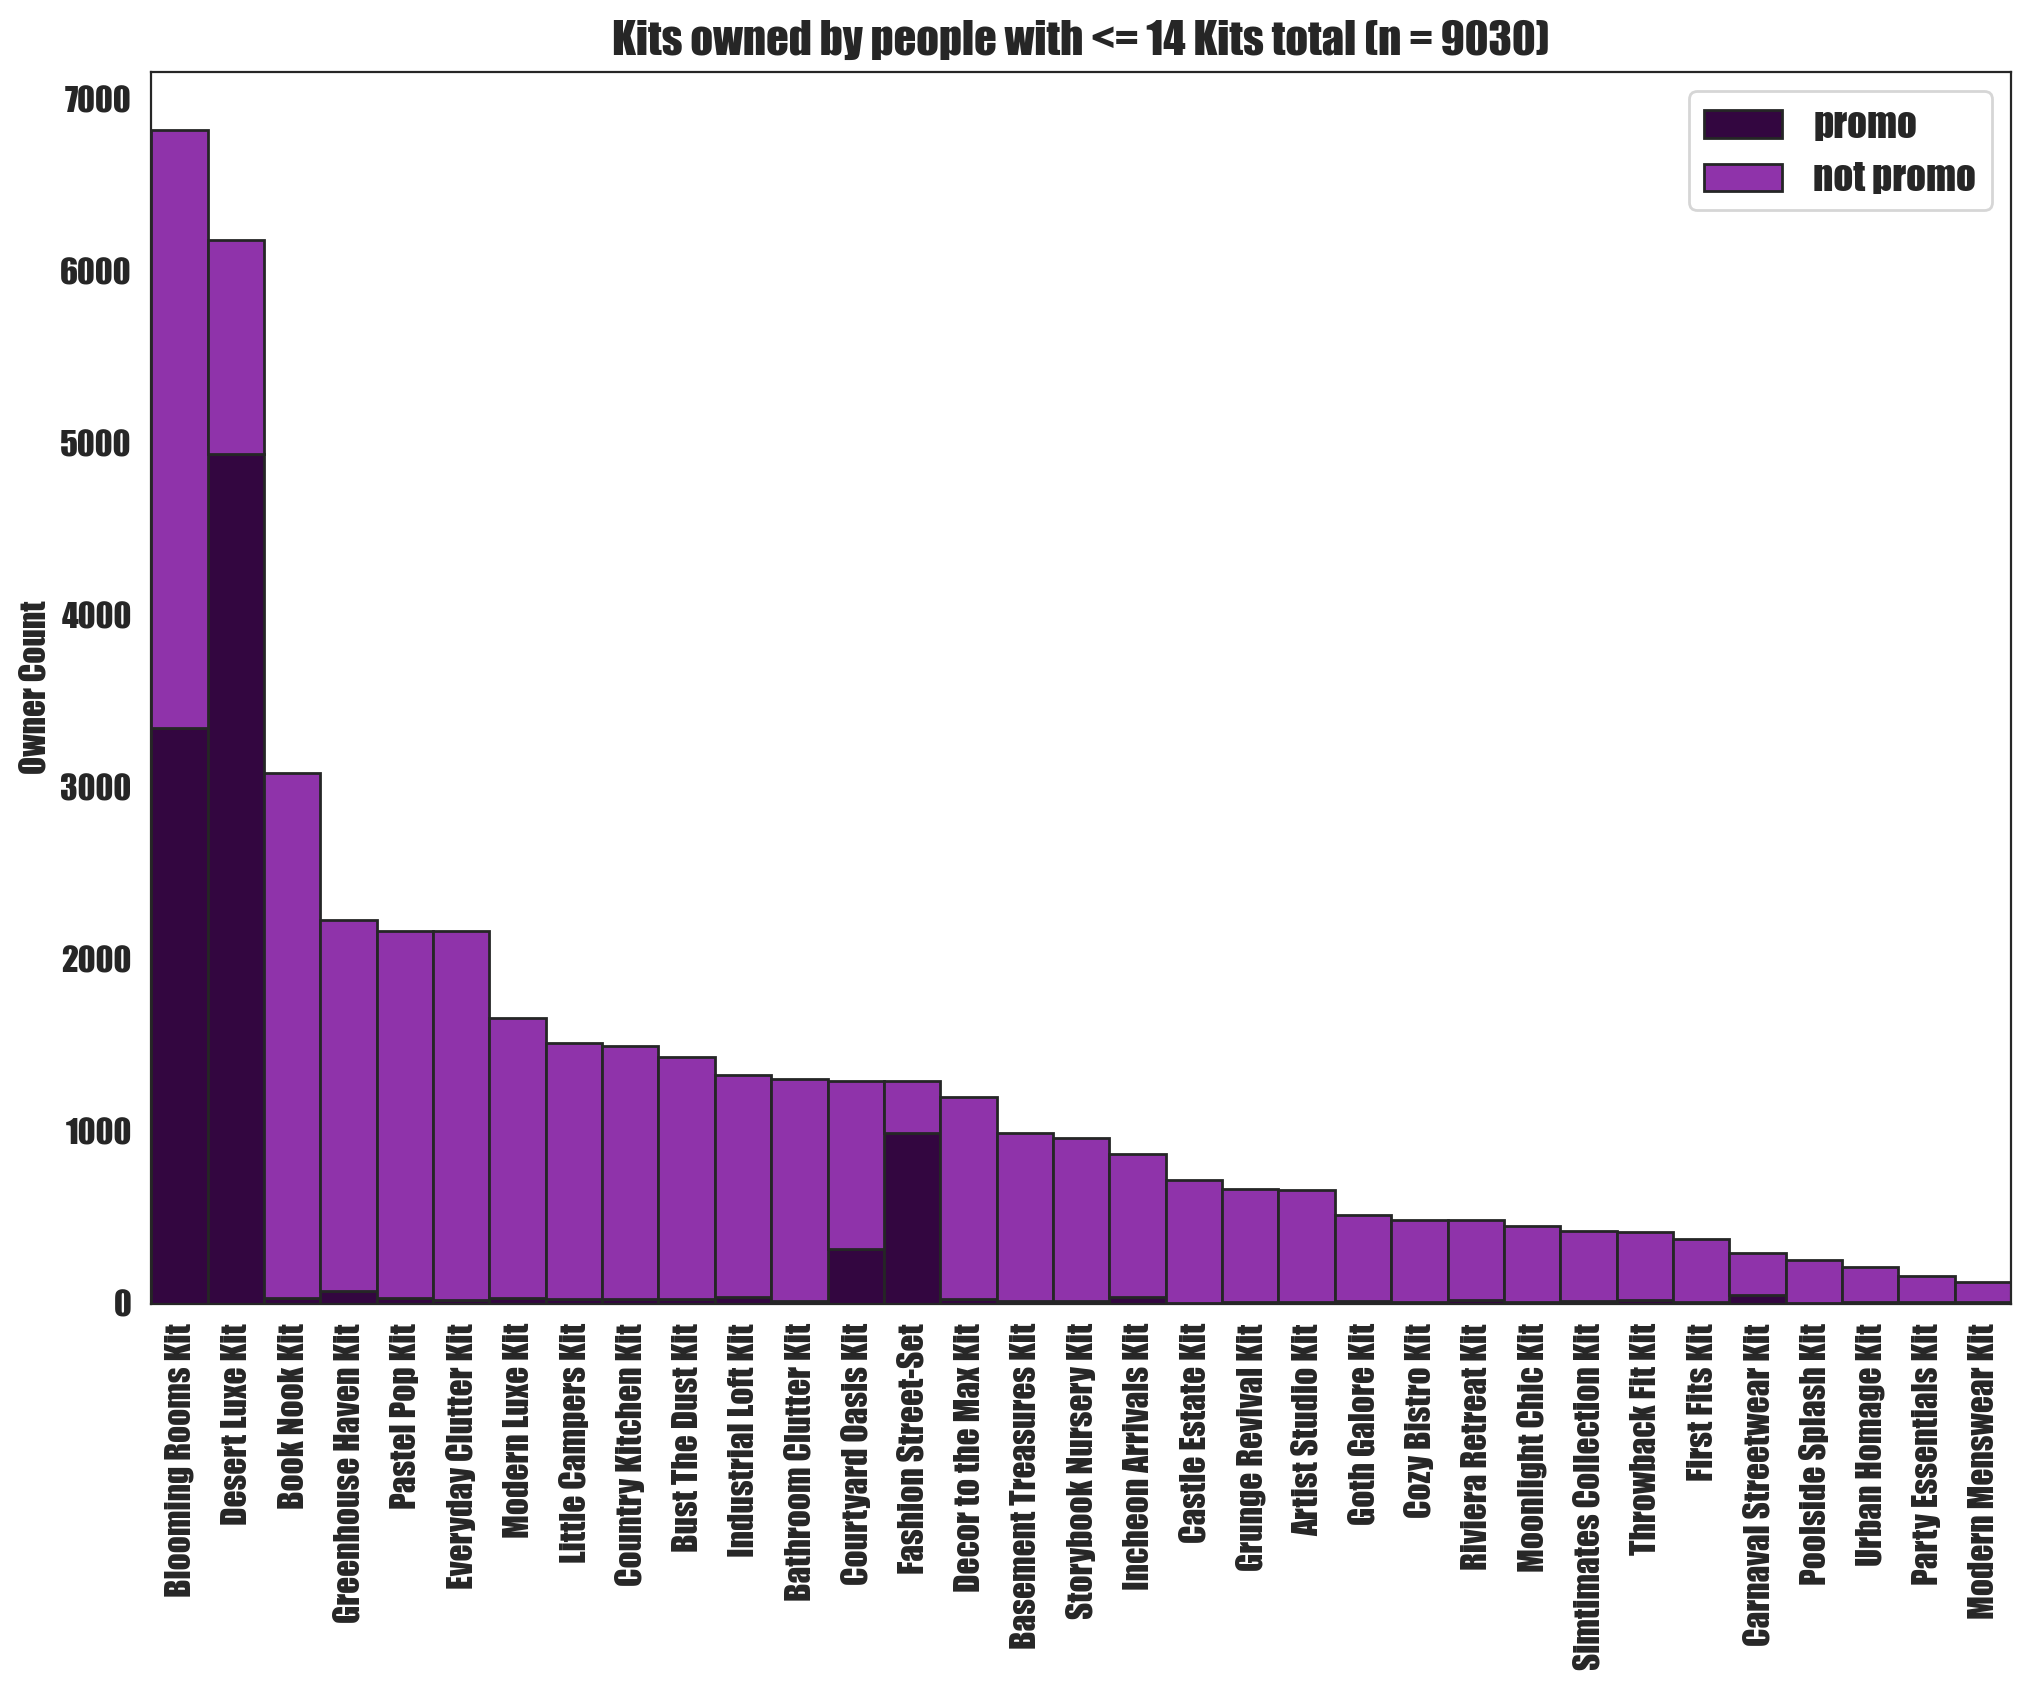 Kits owned by people with <= 14 Kits total (n = 9030)
promo
not promo
Owner Count
7000
6000
5000
4000
3000
2000
1000
0
Blooming Rooms Kit
Desert Luxe Kit
Book Nook Kit
Greenhouse Haven Kit
Pastel Pop Kit
Everyday Clutter Kit
Modern Luxe Kit
Little Campers Kit
Country Kitchen Kit
Bust The Dust Kit
Industrial Loft Kit
Bathroom Clutter Kit
Courtyard Oasis Kit
Fashion Street-Set
Decor to the Max Kit
Basement Treasures Kit
Storybook Nursery Kit
Incheon Arrivals Kit
Castle Estate Kit
Grunge Revival Kit
Artist Studio Kit
Goth Galore Kit
Cozy Bistro Kit
Riviera Retreat Kit
Moonlight Chic Kit
Simtimates Collection Kit
Throwback Fit Kit
First Fits Kit
Carnaval Streetwear Kit
Poolside Splash Kit
Urban Homage Kit
Party Essentials Kit
Modern Menswear Kit